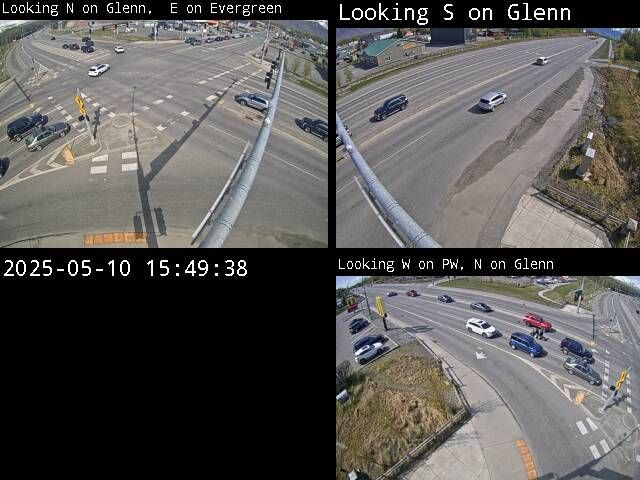 Looking N on Glenn,  E on Evergreen
Looking S on Glenn
2025-05-10 15:49:38
Looking W on PW, N on Glenn